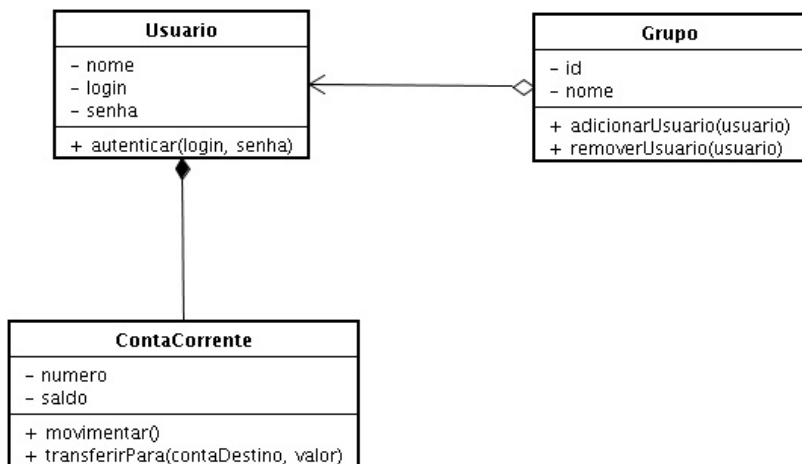 Usuario
- nome
- login
- senha
+ autenticar(login, senha)
Grupo
- id
- nome
+ adicionarUsuario(usuario)
+ removerUsuario(usuario)
ContaCorrente
- numero
- saldo
+ movimentar()
+ transferirPara(contaDestino, valor)